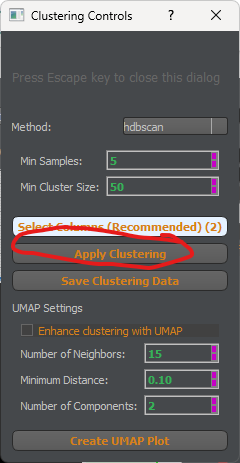 Clustering Controls ? ×
Press Escape key to close this dialog
Method: hdbscan
Min Samples: 5
Min Cluster Size: 50
Select Columns (Recommended) (2)
Apply Clustering
Save Clustering Data
UMAP Settings
Enhance clustering with UMAP
Number of Neighbors: 15
Minimum Distance: 0.10
Number of Components: 2
Create UMAP Plot